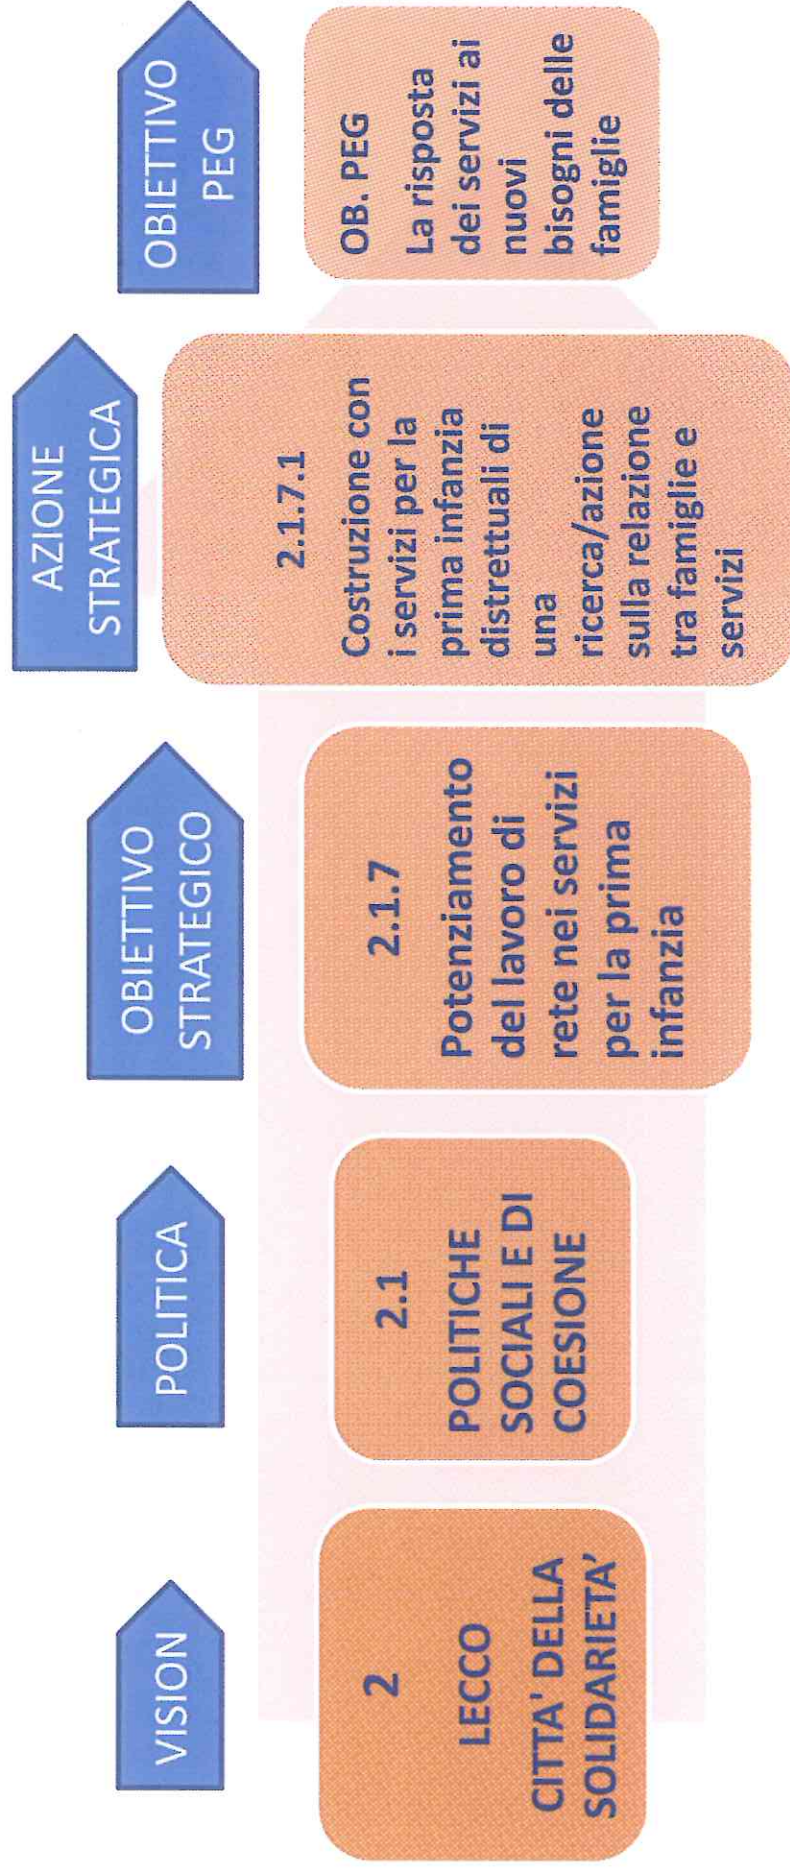 VISION
2
LECCO
CITTA' DELLA
SOLIDARIETA'
POLITICA
2.1
POLITICHE
SOCIALI E DI
COESIONE
OBIETTIVO
STRATEGICO
2.1.7
Potenziamento
del lavoro di
rete nei servizi
per la prima
infanzia
AZIONE
STRATEGICA
2.1.7.1
Costruzione con
i servizi per la
prima infanzia
distrettuali di
una
ricerca/azione
sulla relazione
tra famiglie e
servizi
OBIETTIVO
PEG
OB. PEG
La risposta
dei servizi ai
nuovi
bisogni delle
famiglie